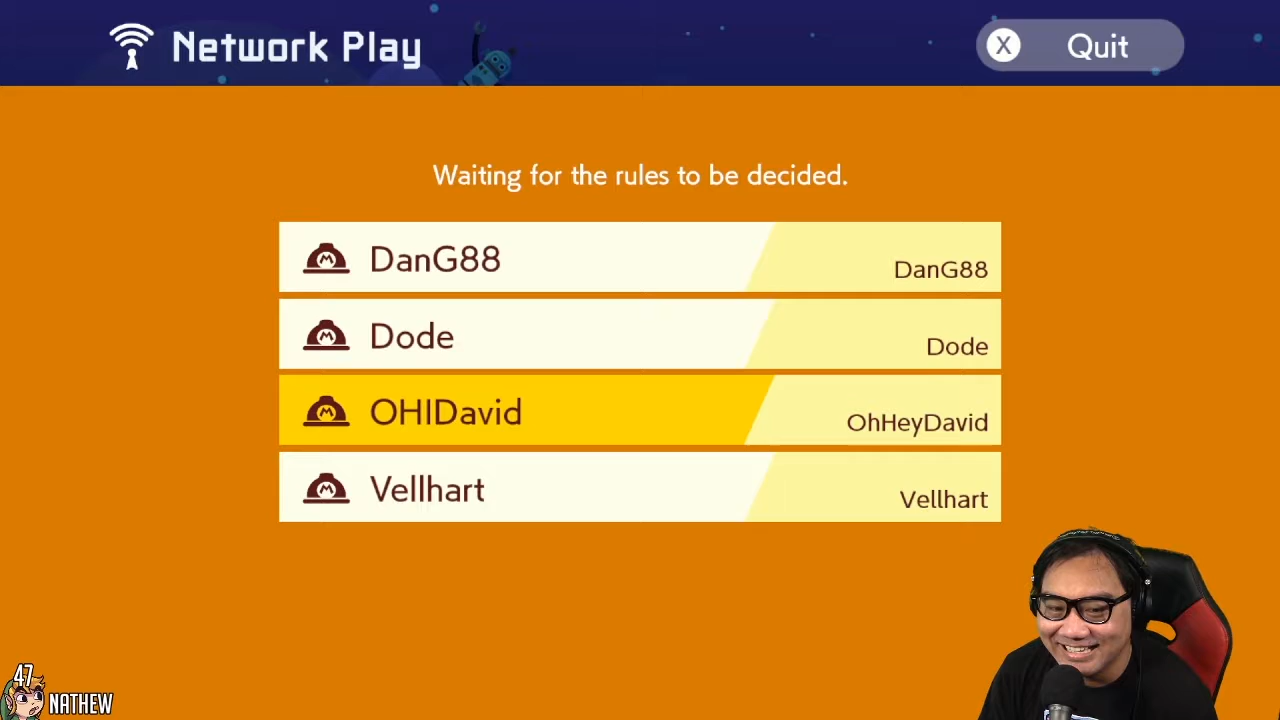 Network Play
X Quit
Waiting for the rules to be decided.
M DanG88 DanG88
M Dode Dode
M OHIDavid OhHeyDavid
M Vellhart Vellhart
47
NATHEW